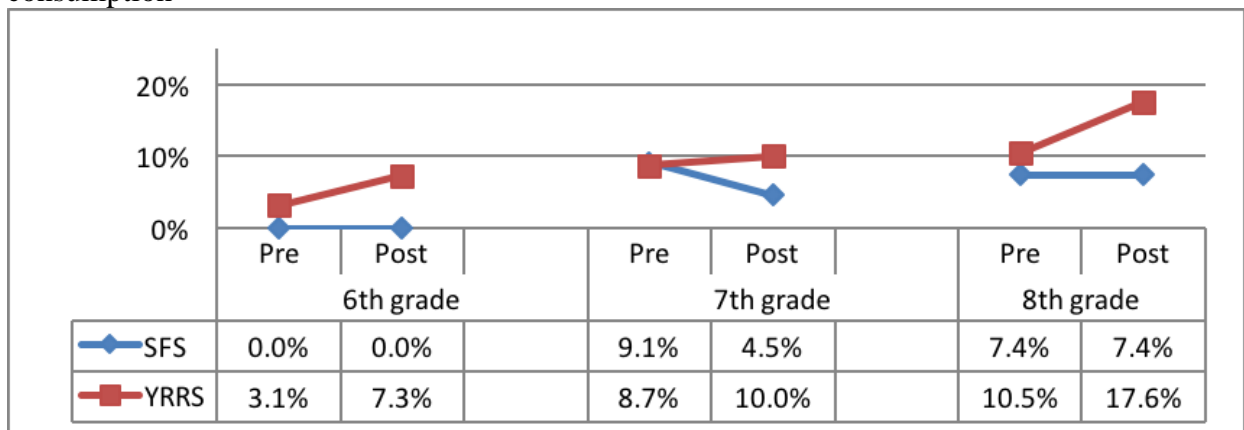 consumption
20%
10%
0%
Pre Post Pre Post Pre Post
6th grade 7th grade 8th grade
SFS 0.0% 0.0% 9.1% 4.5% 7.4% 7.4%
YRRS 3.1% 7.3% 8.7% 10.0% 10.5% 17.6%